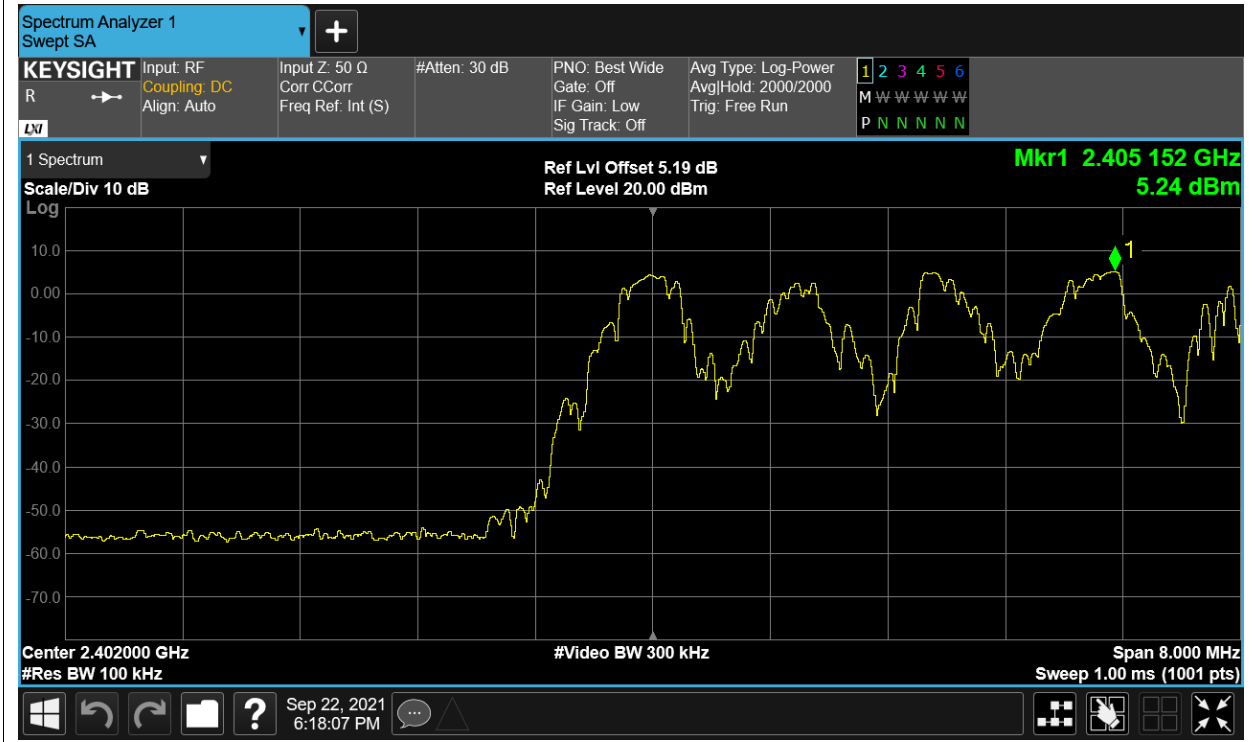 Spectrum Analyzer 1
Swept SA
KEYSIGHT
R
LXI
Input: RF
Coupling: DC
Align: Auto
Input Z: 50 Ω
Corr CCorr
Freq Ref: Int (S)
#Atten: 30 dB
PNO: Best Wide
Gate: Off
IF Gain: Low
Sig Track: Off
Avg Type: Log-Power
Avg|Hold: 2000/2000
Trig: Free Run
1 2 3 4 5 6
M W W W W W W
P N N N N N N
1 Spectrum
Scale/Div 10 dB
Log
Ref Lvl Offset 5.19 dB
Ref Level 20.00 dBm
Mkr1 2.405 152 GHz
5.24 dBm
1
10.0
0.00
-10.0
-20.0
-30.0
-40.0
-50.0
-60.0
-70.0
Center 2.402000 GHz
#Res BW 100 kHz
#Video BW 300 kHz
Span 8.000 MHz
Sweep 1.00 ms (1001 pts)
?
Sep 22, 2021
6:18:07 PM